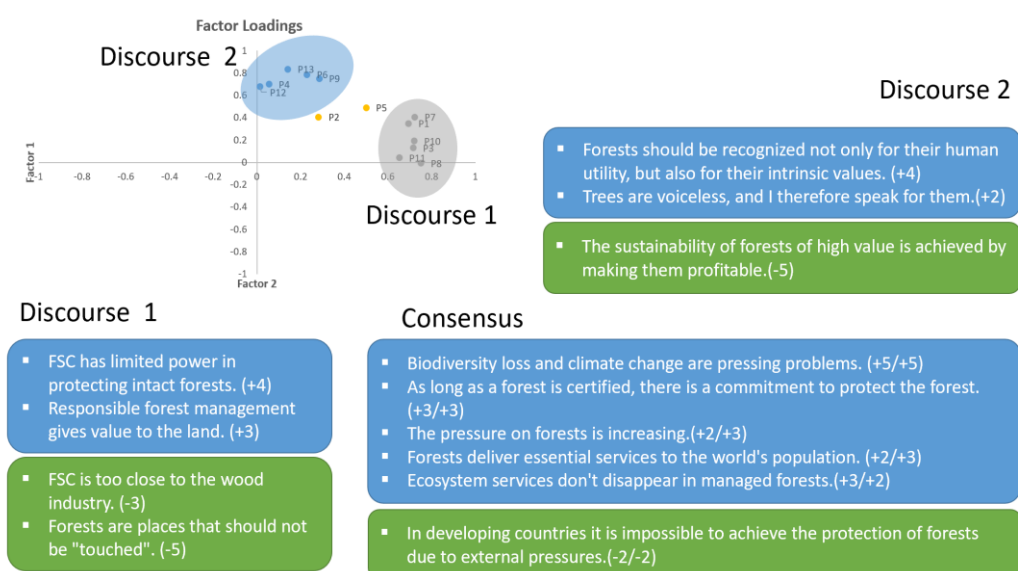 Factor Loadings
Discourse 2
1
0.8
0.6
0.4
0.2
0
-0.2
-0.4
-0.6
-0.8
-1
-1
-0.8
-0.6
-0.4
-0.2
0
0.2
0.4
0.6
0.8
1
P13
P6
P9
P4
P12
P2
P5
P7
P1
P10
P3
P11
P8
Factor 1
Factor 2
Discourse 1
Discourse 2
▪ Forests should be recognized not only for their human
utility, but also for their intrinsic values. (+4)
▪ Trees are voiceless, and I therefore speak for them.(+2)
▪ The sustainability of forests of high value is achieved by
making them profitable.(-5)
Discourse 1
▪ FSC has limited power in
protecting intact forests. (+4)
▪ Responsible forest management
gives value to the land. (+3)
▪ FSC is too close to the wood
industry. (-3)
▪ Forests are places that should not
be "touched". (-5)
Consensus
▪ Biodiversity loss and climate change are pressing problems. (+5/+5)
▪ As long as a forest is certified, there is a commitment to protect the forest.
(+3/+3)
▪ The pressure on forests is increasing.(+2/+3)
▪ Forests deliver essential services to the world's population. (+2/+3)
▪ Ecosystem services don't disappear in managed forests.(+3/+2)
▪ In developing countries it is impossible to achieve the protection of forests
due to external pressures.(-2/-2)